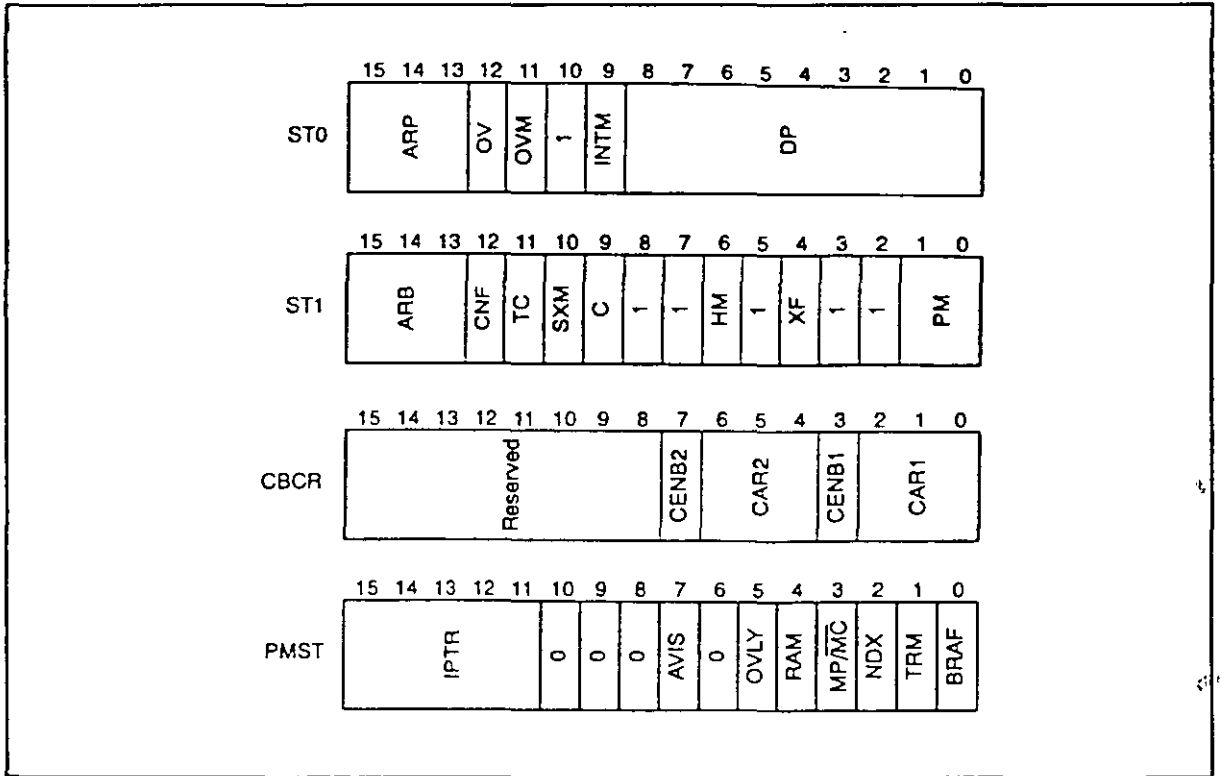 15 14 13 12 11 10 9 8 7 6 5 4 3 2 1 0
ST0 ARP OV OVM 1 INTM DP
15 14 13 12 11 10 9 8 7 6 5 4 3 2 1 0
ST1 ARB CNF TC SXM C 1 1 HM 1 XF 1 1 PM
15 14 13 12 11 10 9 8 7 6 5 4 3 2 1 0
CBCR Reserved CENB2 CAR2 CENB1 CAR1
15 14 13 12 11 10 9 8 7 6 5 4 3 2 1 0
PMST IPTR 0 0 0 AVIS 0 OVLY RAM MP/M̅C̅ NDX TRM BRAF